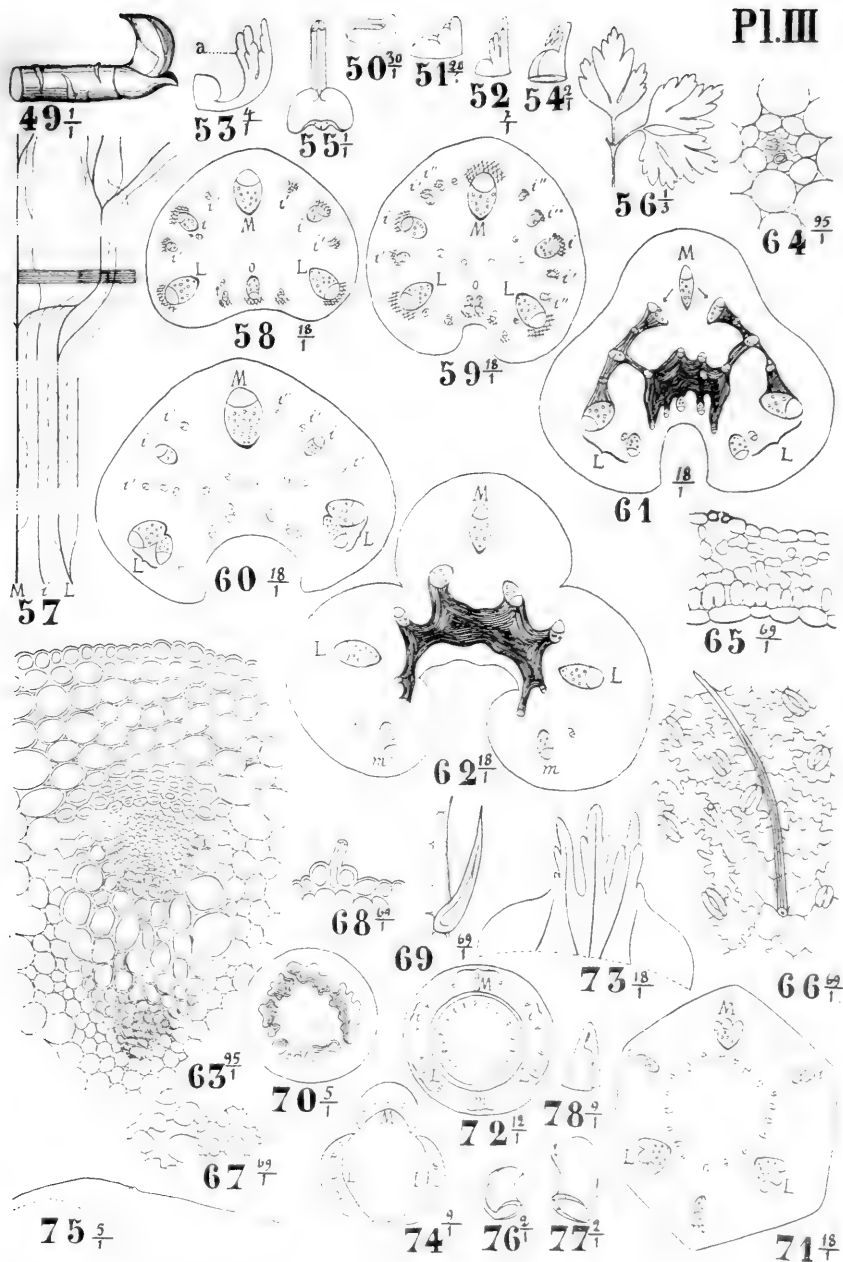 Pl.III
49 1/1
a
53 4/1
55 1/1
50 30/1
51 20/1
52 2/1
54 2/1
56 1/3
64 95/1
M
i i i' i'
L o L
58 18/1
i' i'' i'' e
M
i i''' i i'
L o L i''
59 18/1
M
L L
61 18/1
M i L
57
M
i' i''
i i
i' i'
L L
60 18/1
M
L L
m m
62 18/1
65 69/1
63 95/1
68 69/1
69 69/1
73 18/1
66 69/1
70 5/1
M
L
m
72 12/1
78 9/1
M
L L
71 18/1
67 69/1
M
L L
74 9/1
76 2/1
77 2/1
75 5/1